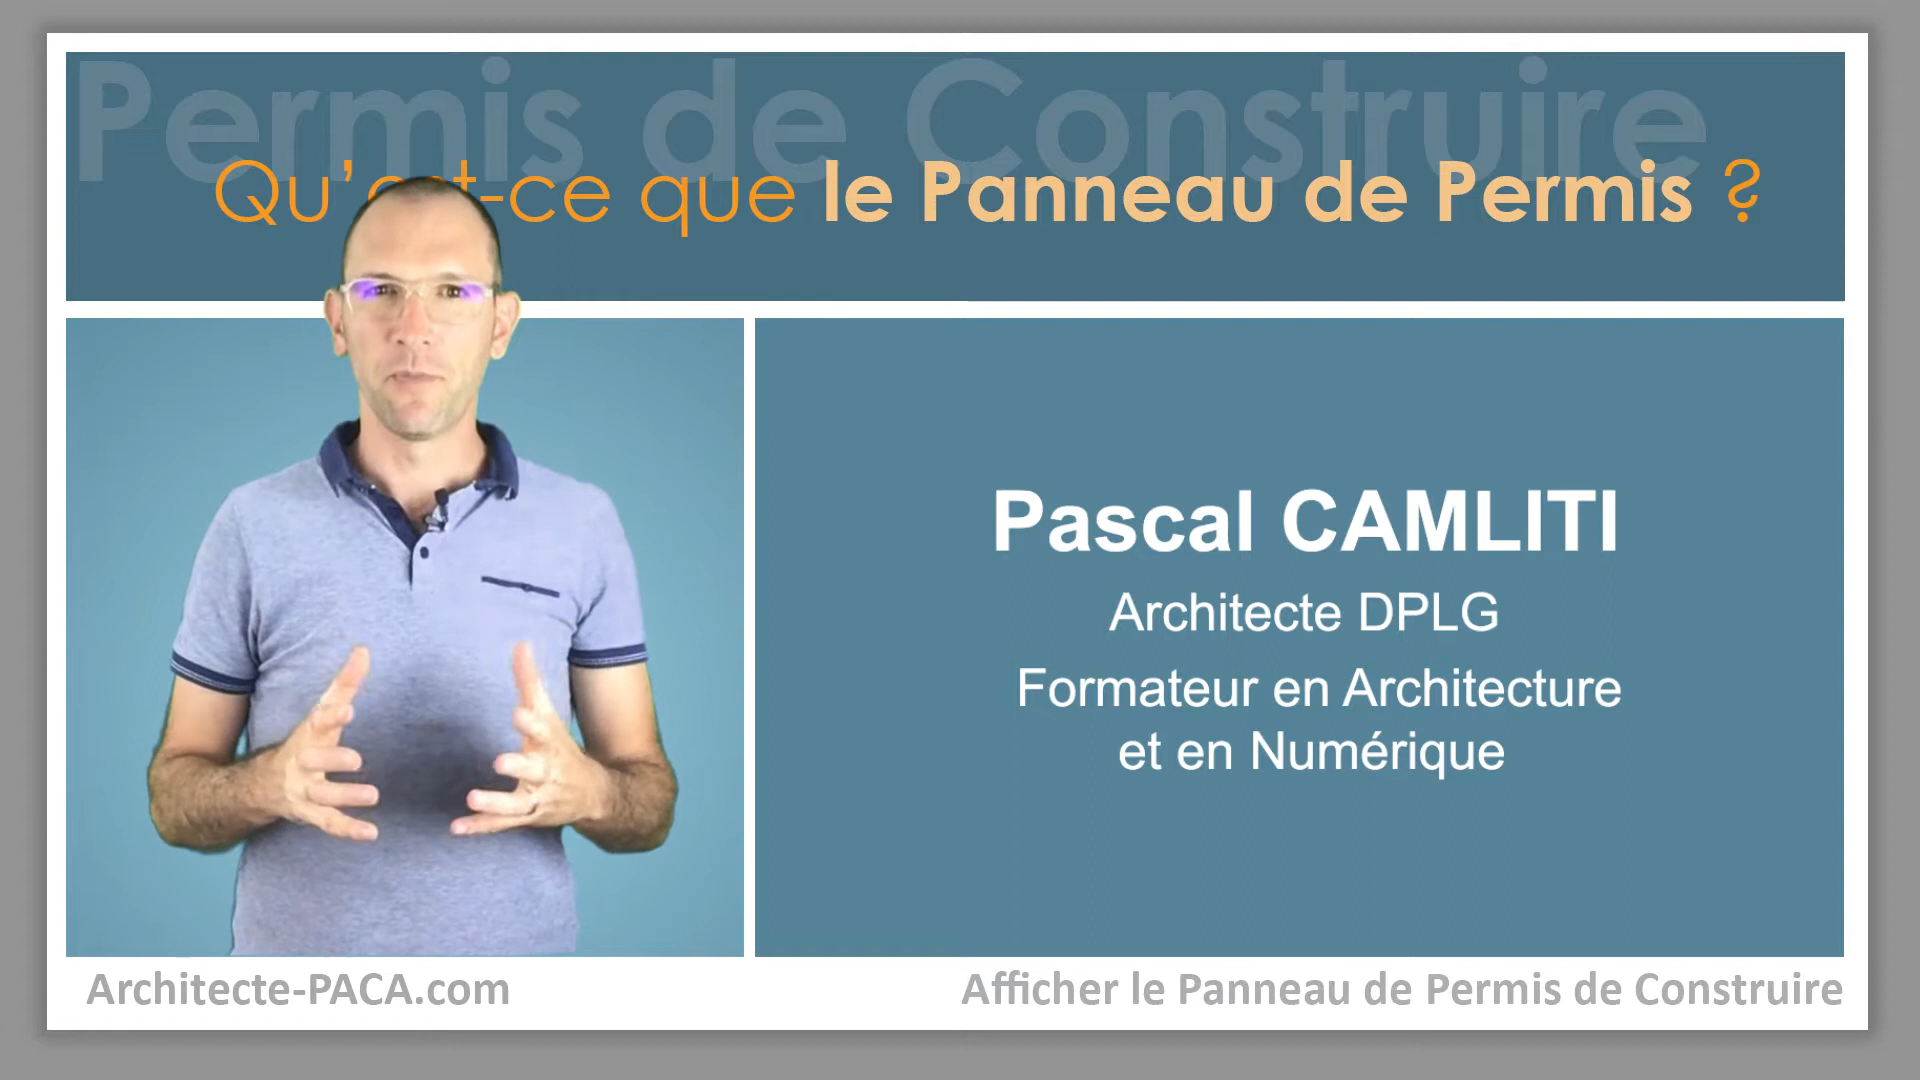 Permis de Construire
Qu'est-ce que le Panneau de Permis ?
Pascal CAMLITI
Architecte DPLG
Formateur en Architecture
et en Numérique
Architecte-PACA.com
Afficher le Panneau de Permis de Construire